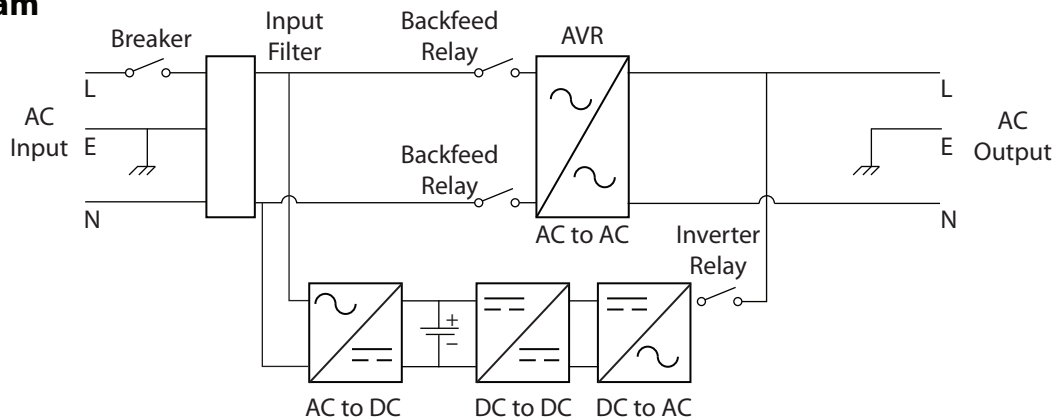 am
Breaker
Input
Filter
Backfeed
Relay
AVR
L
AC
Input
E
N
Backfeed
Relay
AC to AC
Inverter
Relay
L
E
AC
Output
N
+
−
AC to DC
DC to DC
DC to AC